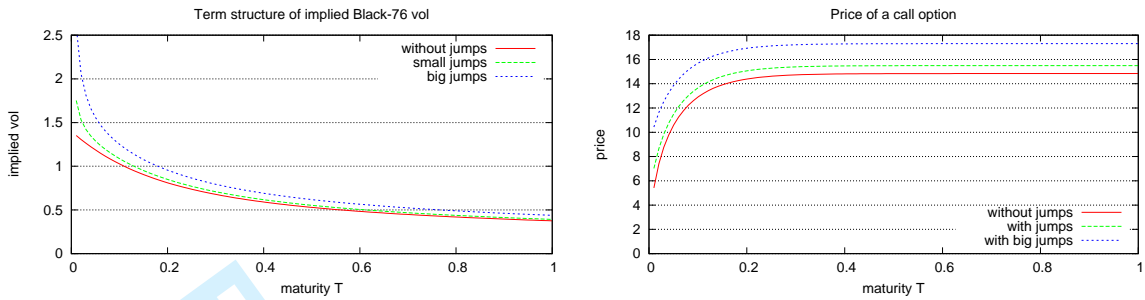 Term structure of implied Black-76 vol
implied vol
2.5
2
1.5
1
0.5
0
without jumps
small jumps
big jumps
0 0.2 0.4 0.6 0.8 1
maturity T
Price of a call option
price
18
16
14
12
10
8
6
4
2
0
without jumps
with jumps
with big jumps
0 0.2 0.4 0.6 0.8 1
maturity T